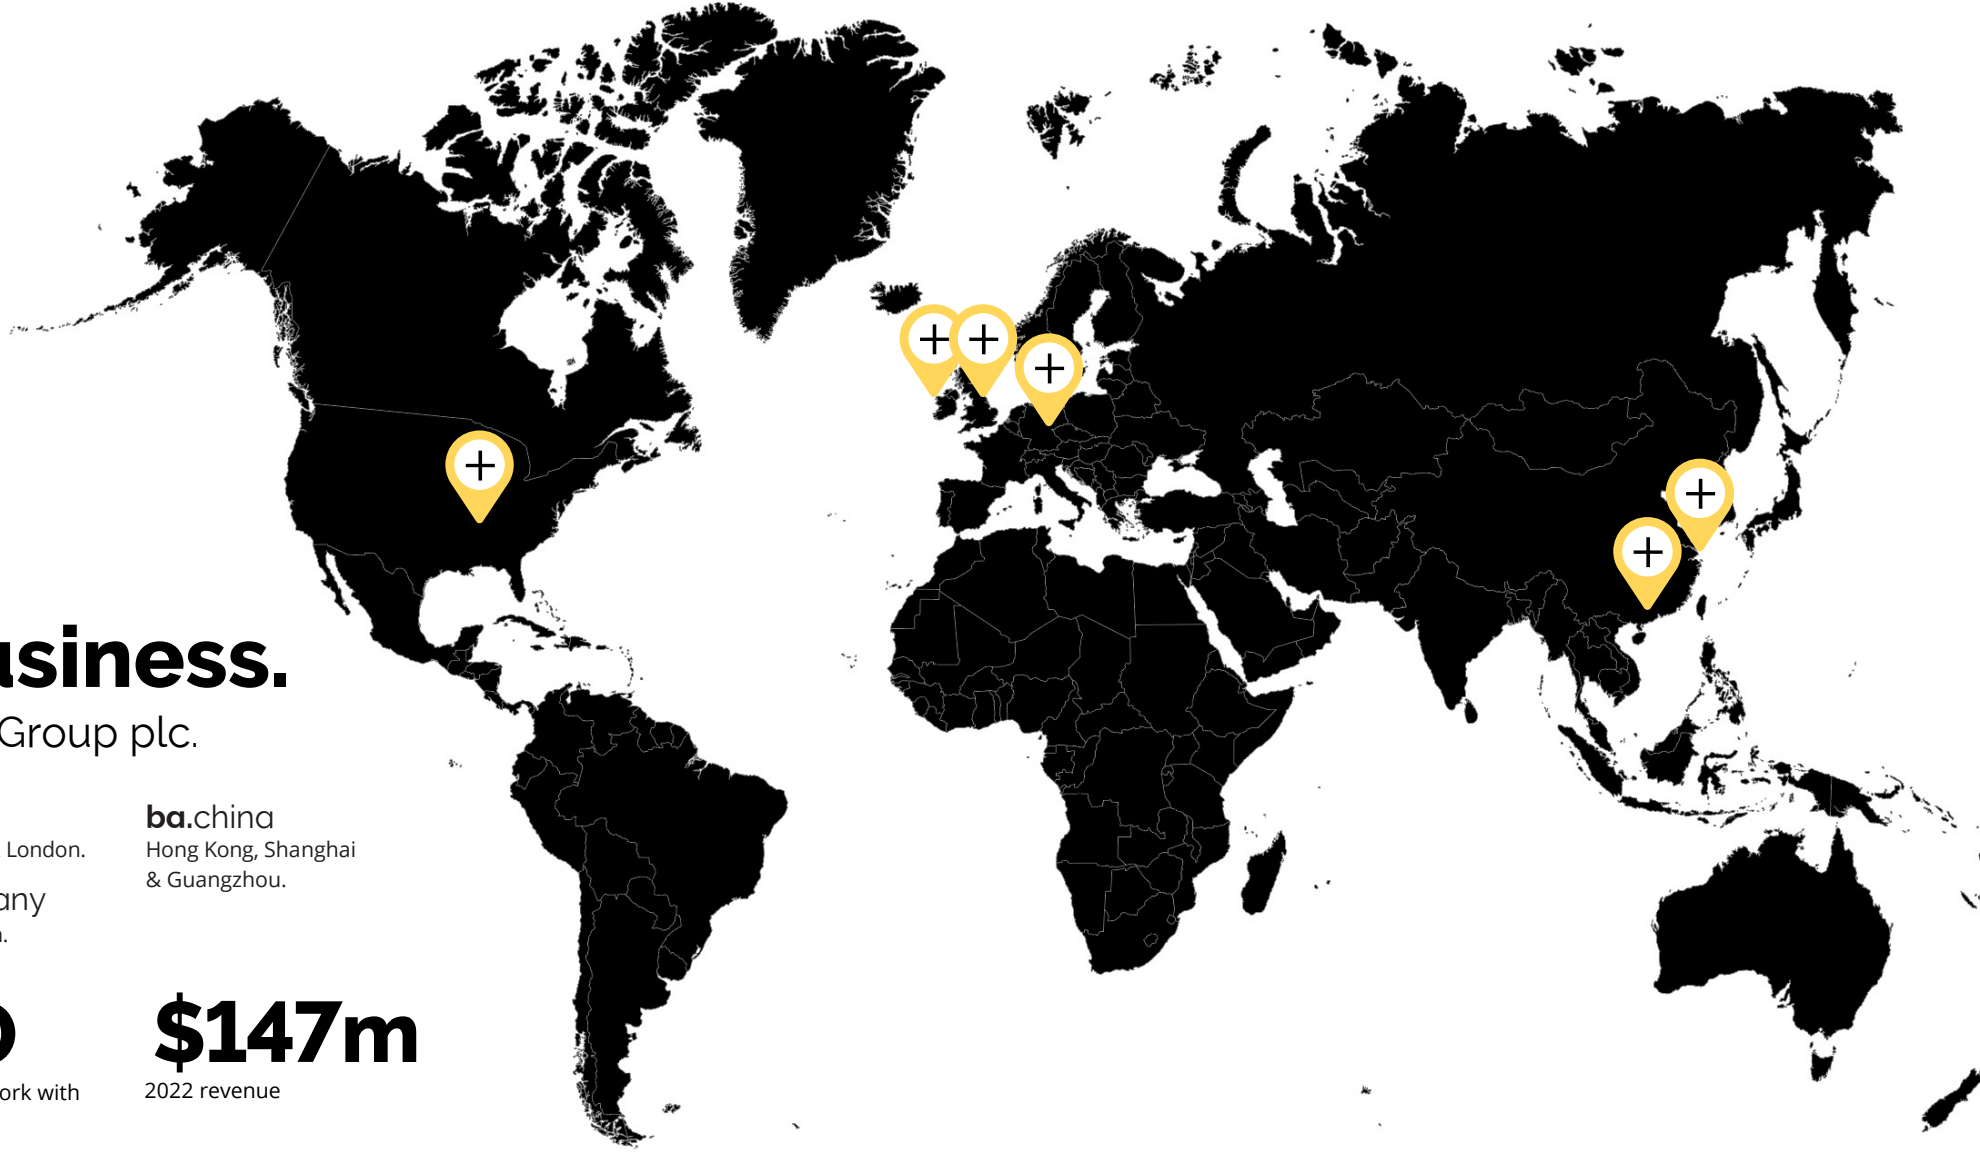 usiness.
Group plc.
London.
any
ba.china
Hong Kong, Shanghai
& Guangzhou.
ork with
$147m
2022 revenue